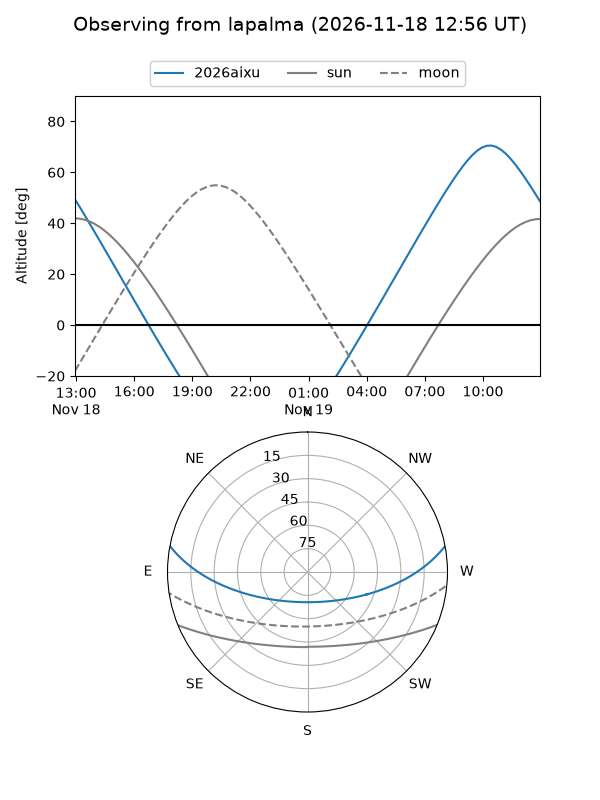 Observing from lapalma (2026-11-18 12:56 UT)
2026aixu sun moon
Altitude [deg]
80
60
40
20
0
−20
13:00 16:00 19:00 22:00 01:00 04:00 07:00 10:00
Nov 18 Nov 19
N
NE NW
15
30
45
60
75
E W
SE SW
S